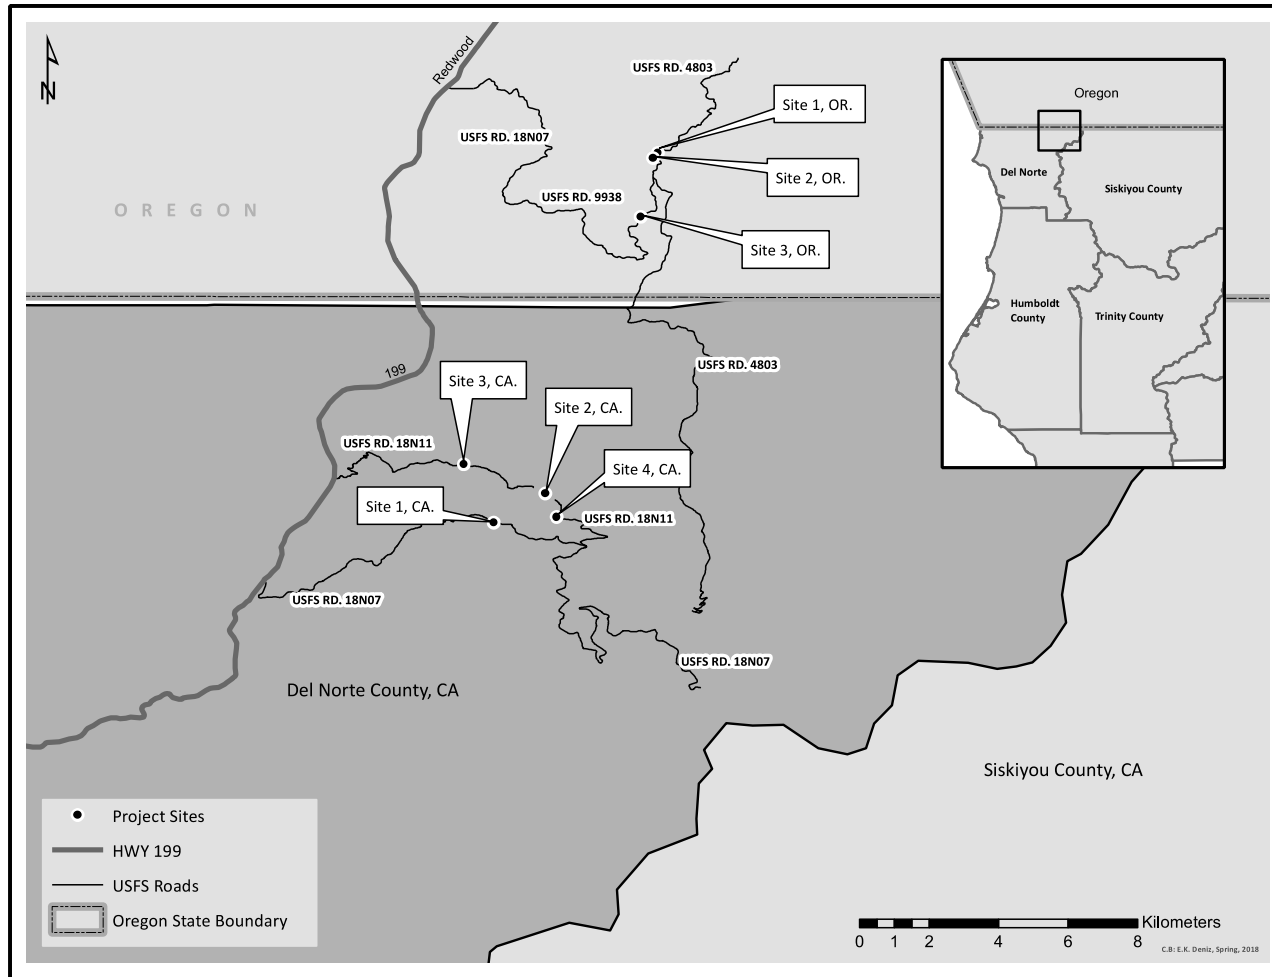 N
Redwood
USFS RD. 4803
Site 1, OR.
Oregon
USFS RD. 18N07
Del Norte
Siskiyou County
Site 2, OR.
USFS RD. 9938
OREGON
Site 3, OR.
Humboldt
County
Trinity County
199
USFS RD. 4803
Site 3, CA.
Site 2, CA.
USFS RD. 18N11
Site 4, CA.
Site 1, CA.
USFS RD. 18N11
USFS RD. 18N07
USFS RD. 18N07
Del Norte County, CA
Siskiyou County, CA
Project Sites
HWY 199
USFS Roads
Oregon State Boundary
Kilometers
0 1 2 4 6 8
C.B: E.K. Deniz, Spring, 2018